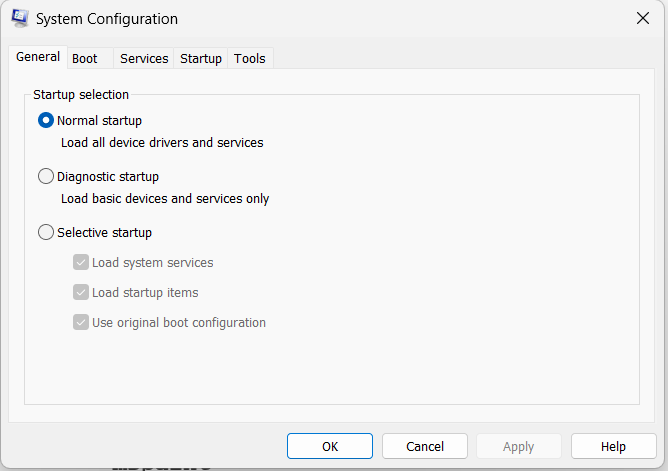 System Configuration
General Boot Services Startup Tools
Startup selection
Normal startup
Load all device drivers and services
Diagnostic startup
Load basic devices and services only
Selective startup
Load system services
Load startup items
Use original boot configuration
OK Cancel Apply Help